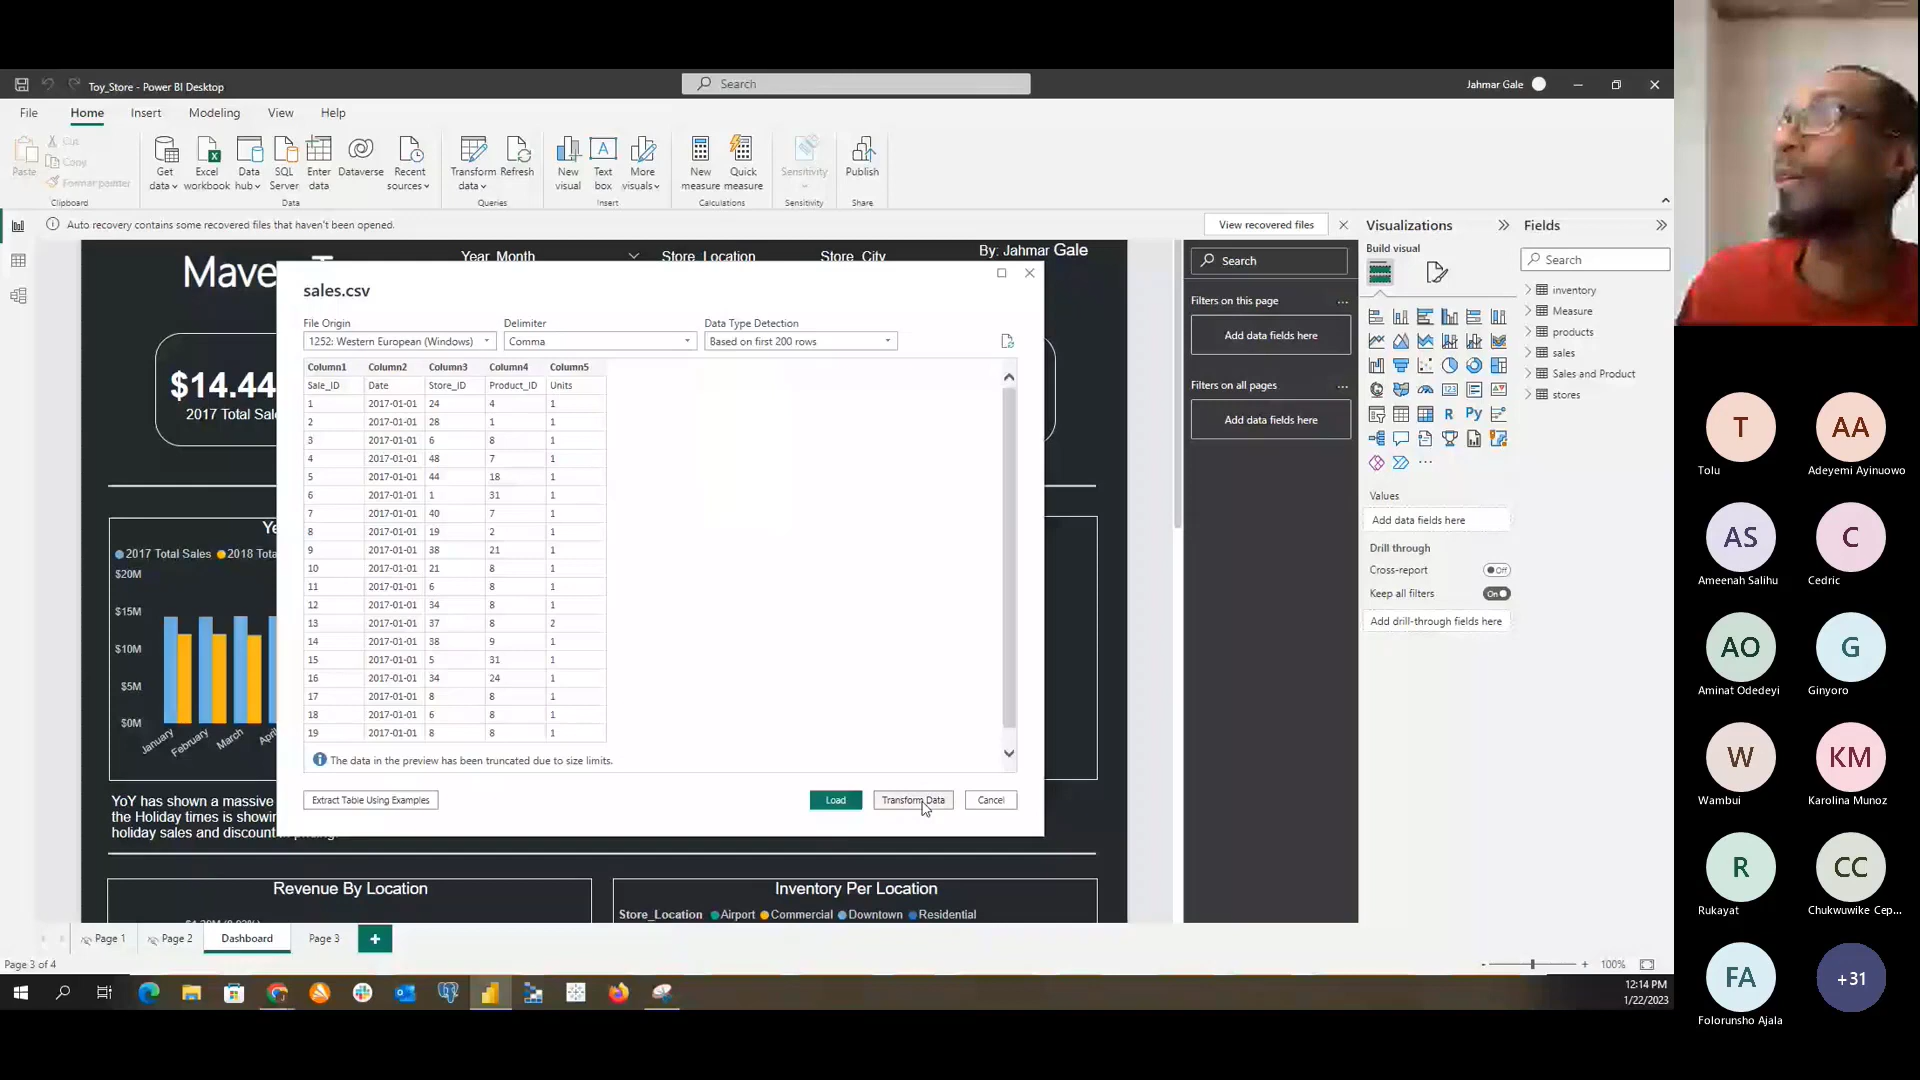 Toy_Store - Power BI Desktop
Search
Jahmar Gale
File
Home
Insert
Modeling
View
Help
Paste
Cut
Copy
Format painter
Clipboard
Get data
Excel workbook
Data hub
SQL Server
Enter data
Dataverse
Recent sources
Data
Transform data
Refresh
Queries
New visual
Text box
More visuals
Insert
New measure
Quick measure
Calculations
Sensitivity
Sensitivity
Publish
Share
Auto recovery contains some recovered files that haven't been opened.
View recovered files
Year Month
Store_Location
Store_City
By: Jahmar Gale
$14.44
2017 Total Sal
2017 Total Sales
2018 Tota
$20M
$15M
$10M
$5M
$0M
January
February
March
YoY has shown a massive
the Holiday times is showin
holiday sales and discount
Revenue By Location
Inventory Per Location
Store_Location Airport Commercial Downtown Residential
sales.csv
File Origin
1252: Western European (Windows)
Delimiter
Comma
Data Type Detection
Based on first 200 rows
Column1 Column2 Column3 Column4 Column5
Sale_ID Date Store_ID Product_ID Units
1 2017-01-01 24 4 1
2 2017-01-01 28 1 1
3 2017-01-01 6 8 1
4 2017-01-01 48 7 1
5 2017-01-01 44 18 1
6 2017-01-01 1 31 1
7 2017-01-01 40 7 1
8 2017-01-01 19 2 1
9 2017-01-01 38 21 1
10 2017-01-01 21 8 1
11 2017-01-01 6 8 1
12 2017-01-01 34 8 1
13 2017-01-01 37 8 2
14 2017-01-01 38 9 1
15 2017-01-01 5 31 1
16 2017-01-01 34 24 1
17 2017-01-01 8 8 1
18 2017-01-01 6 8 1
19 2017-01-01 8 8 1
The data in the preview has been truncated due to size limits.
Extract Table Using Examples
Load
Transform Data
Cancel
Search
Filters on this page
Add data fields here
Filters on all pages
Add data fields here
Visualizations
Build visual
R
Py
Values
Add data fields here
Drill through
Cross-report
Off
Keep all filters
On
Add drill-through fields here
Fields
Search
inventory
Measure
products
sales
Sales and Product
stores
Page 1
Page 2
Dashboard
Page 3
Page 3 of 4
100%
12:14 PM
1/22/2023
T
Tolu
AA
Adeyemi Ayinuowo
AS
Ameenah Salihu
C
Cedric
AO
Aminat Odedeyi
G
Ginyoro
W
Wambui
KM
Karolina Munoz
R
Rukayat
CC
Chukwuwike Cep...
FA
Folorunsho Ajala
+31